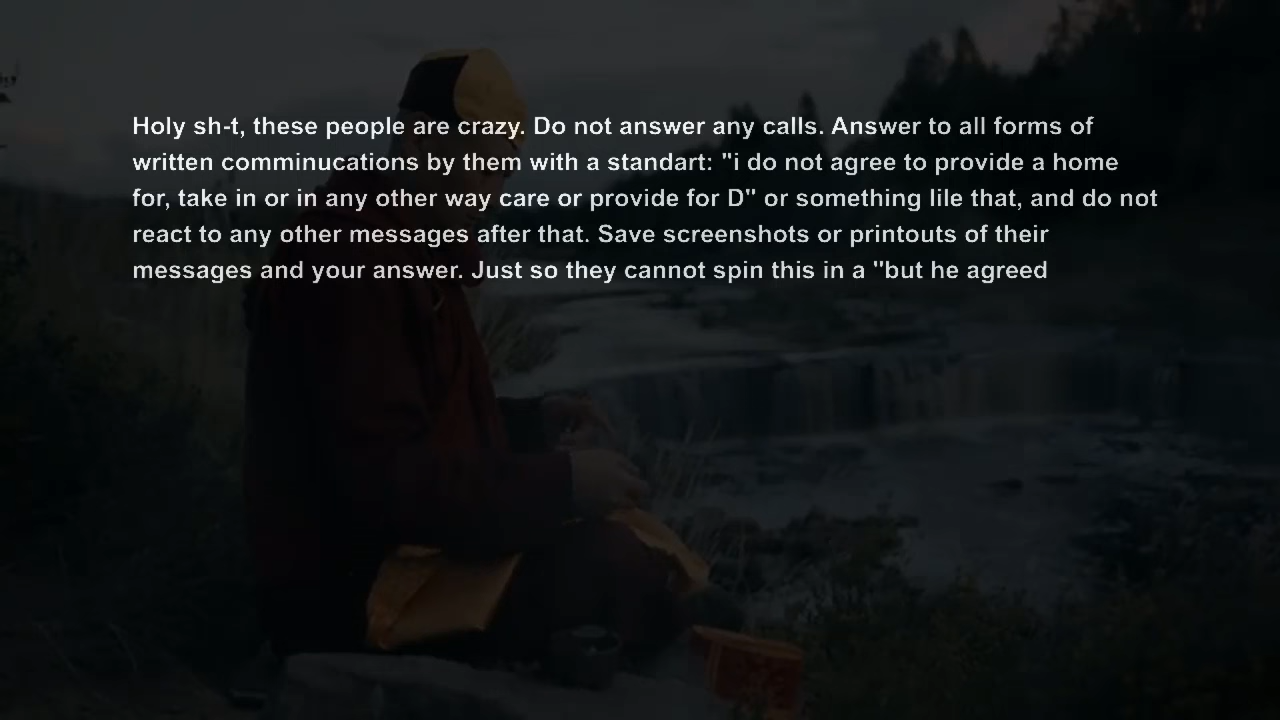 Holy sh-t, these people are crazy. Do not answer any calls. Answer to all forms of
written comminucations by them with a standart: "i do not agree to provide a home
for, take in or in any other way care or provide for D" or something lile that, and do not
react to any other messages after that. Save screenshots or printouts of their
messages and your answer. Just so they cannot spin this in a "but he agreed